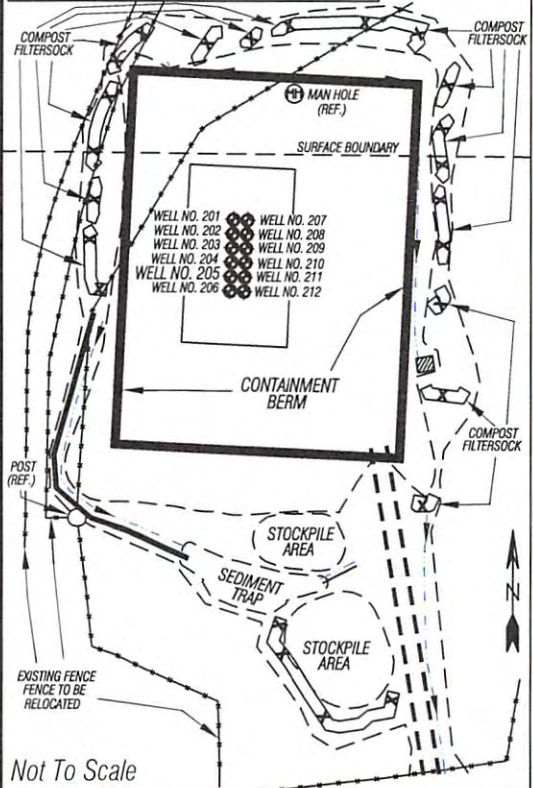 COMPOST
FILTERSOCK
COMPOST
FILTERSOCK
MH
MAN HOLE
(REF.)
SURFACE BOUNDARY
WELL NO. 201
WELL NO. 202
WELL NO. 203
WELL NO. 204
WELL NO. 205
WELL NO. 206
WELL NO. 207
WELL NO. 208
WELL NO. 209
WELL NO. 210
WELL NO. 211
WELL NO. 212
CONTAINMENT
BERM
COMPOST
FILTERSOCK
POST
(REF.)
STOCKPILE
AREA
SEDIMENT
TRAP
STOCKPILE
AREA
N
EXISTING FENCE
FENCE TO BE
RELOCATED
Not To Scale